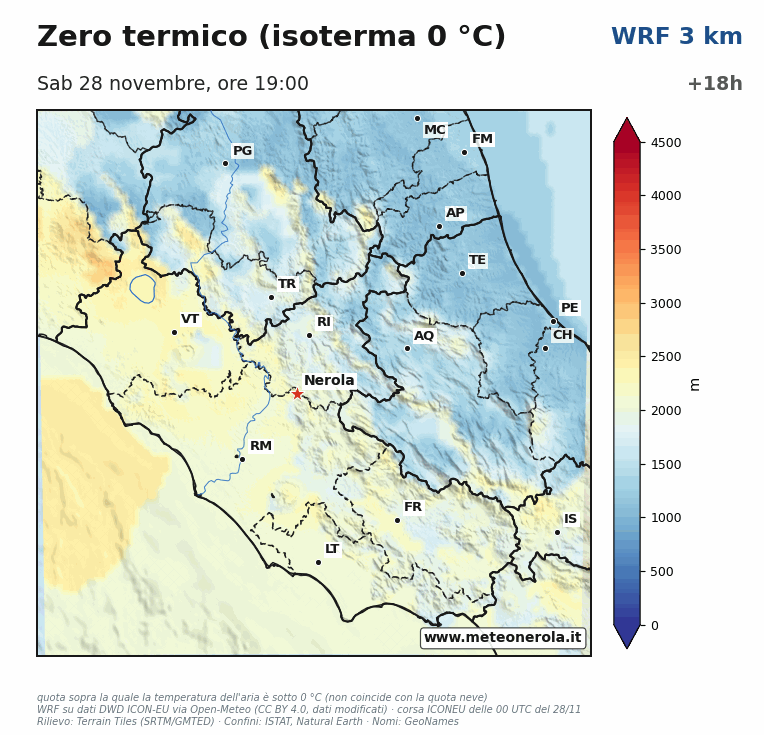 Zero termico (isoterma 0 °C)
WRF 3 km
Sab 28 novembre, ore 19:00
+18h
MC
FM
PG
AP
TE
TR
PE
VT
RI
AQ
CH
Nerola
RM
FR
IS
LT
4500
4000
3500
3000
2500
2000
1500
1000
500
0
m
www.meteonerola.it
quota sopra la quale la temperatura dell'aria è sotto 0 °C (non coincide con la quota neve)
WRF su dati DWD ICON-EU via Open-Meteo (CC BY 4.0, dati modificati) · corsa ICONEU delle 00 UTC del 28/11
Rilievo: Terrain Tiles (SRTM/GMTED) · Confini: ISTAT, Natural Earth · Nomi: GeoNames